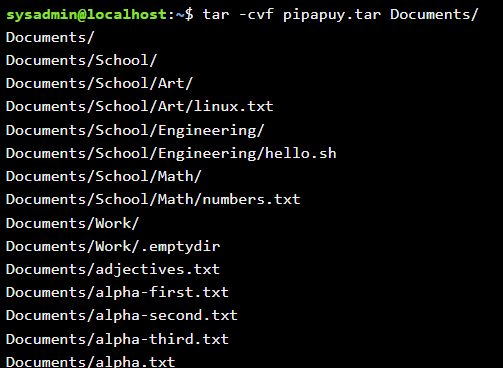 sysadmin@localhost:~$ tar -cvf pipapuy.tar Documents/
Documents/
Documents/School/
Documents/School/Art/
Documents/School/Art/linux.txt
Documents/School/Engineering/
Documents/School/Engineering/hello.sh
Documents/School/Math/
Documents/School/Math/numbers.txt
Documents/Work/
Documents/Work/.emptydir
Documents/adjectives.txt
Documents/alpha-first.txt
Documents/alpha-second.txt
Documents/alpha-third.txt
Documents/alpha.txt